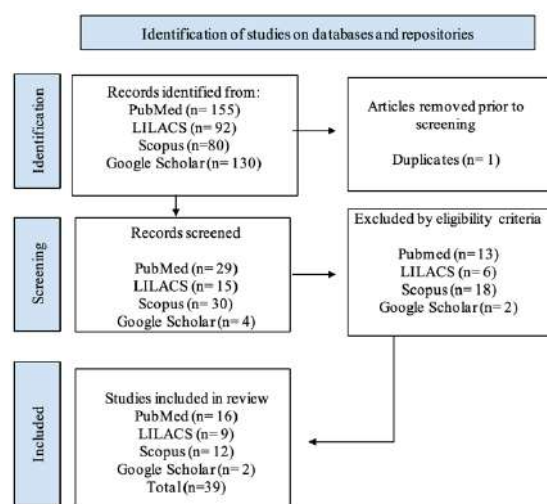 Identification of studies on databases and repositories
Identification
Records identified from:
PubMed (n= 155)
LILACS (n= 92)
Scopus (n=80)
Google Scholar (n= 130)
Articles removed prior to
screening
Duplicates (n= 1)
Screening
Records screened
PubMed (n= 29)
LILACS (n= 15)
Scopus (n= 30)
Google Scholar (n= 4)
Excluded by eligibility criteria
Pubmed (n= 13)
LILACS (n= 6)
Scopus (n= 18)
Google Scholar (n= 2)
Included
Studies included in review
PubMed (n= 16)
LILACS (n= 9)
Scopus (n= 12)
Google Scholar (n= 2)
Total (n=39)